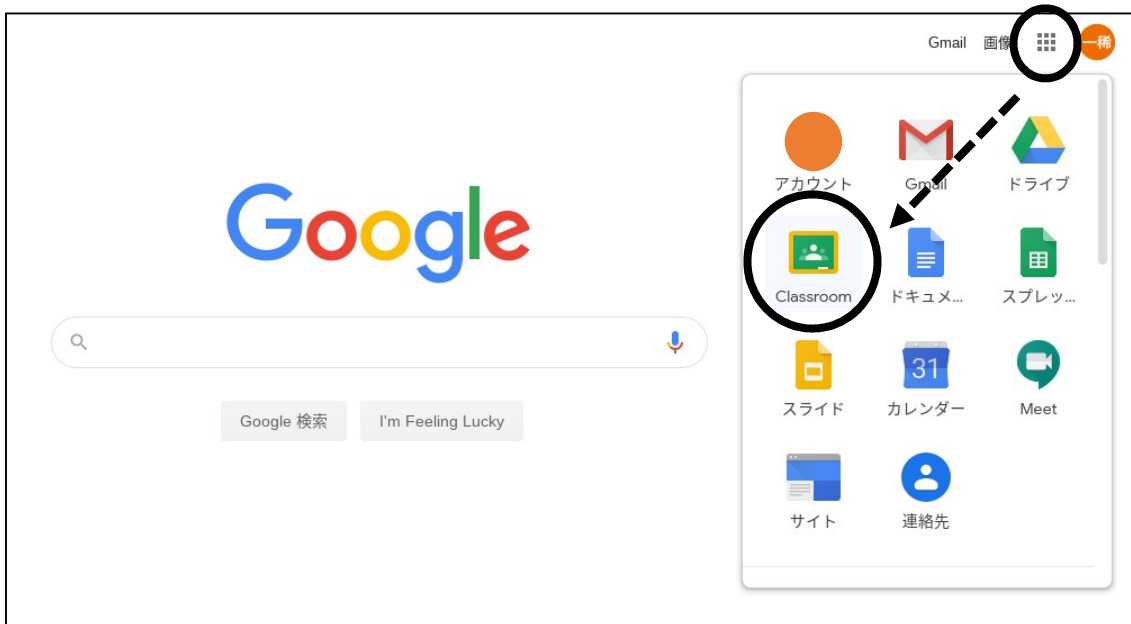 Gmail 画像 一稀
アカウント Gmail ドライブ
Google
Classroom ドキュメ... スプレッ...
31
スライド カレンダー Meet
Google 検索 I'm Feeling Lucky
サイト 連絡先